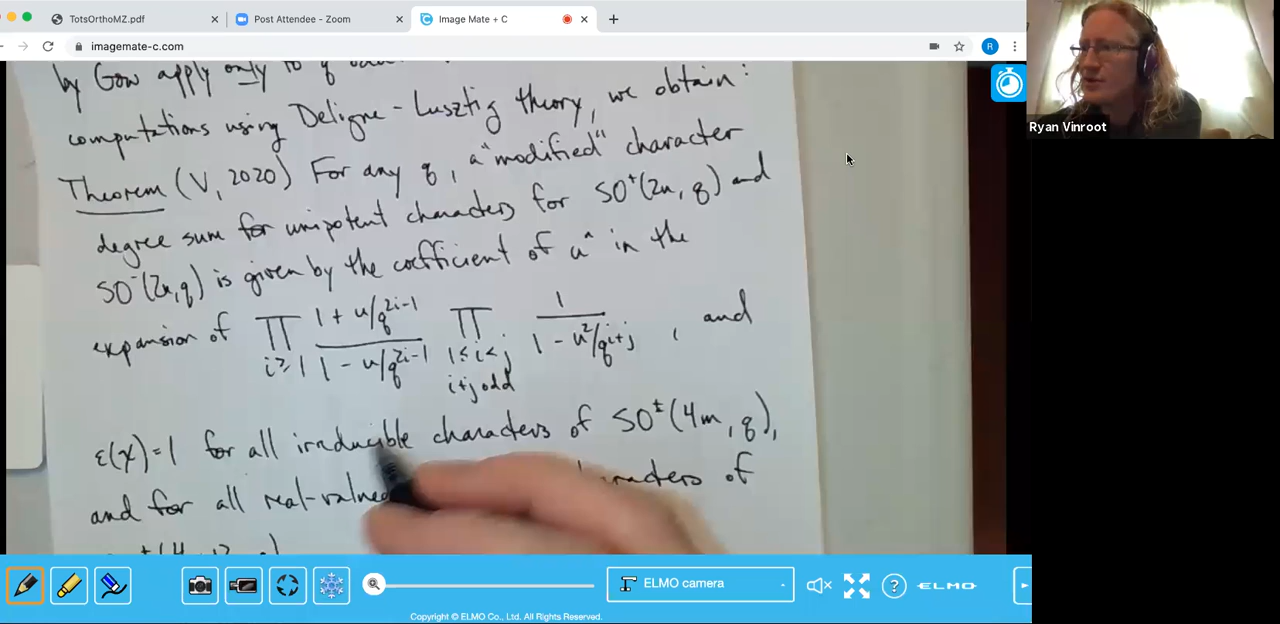 TotsOrthoMZ.pdf
Post Attendee - Zoom
Image Mate + C
imagemate-c.com
R
Ryan Vinroot
by Gow apply only to q
computations using Deligne-Lusztig theory, we obtain:
Theorem (V, 2020) For any q, a "modified" character
degree sum for unipotent characters for SO⁺(2n, q) and
SO⁻(2n, q) is given by the coefficient of uⁿ in the
expansion of ∏_{i≥1} (1 + u/q^{2i-1})/(1 - u/q^{2i-1}) ∏_{1≤i<j, i+j odd} 1/(1 - u²/q^{i+j}), and
ε(χ)=1 for all irreducible characters of SO^±(4m, q),
and for all real-valued characters of
ELMO camera
ELMO
Copyright © ELMO Co., Ltd. All Rights Reserved.